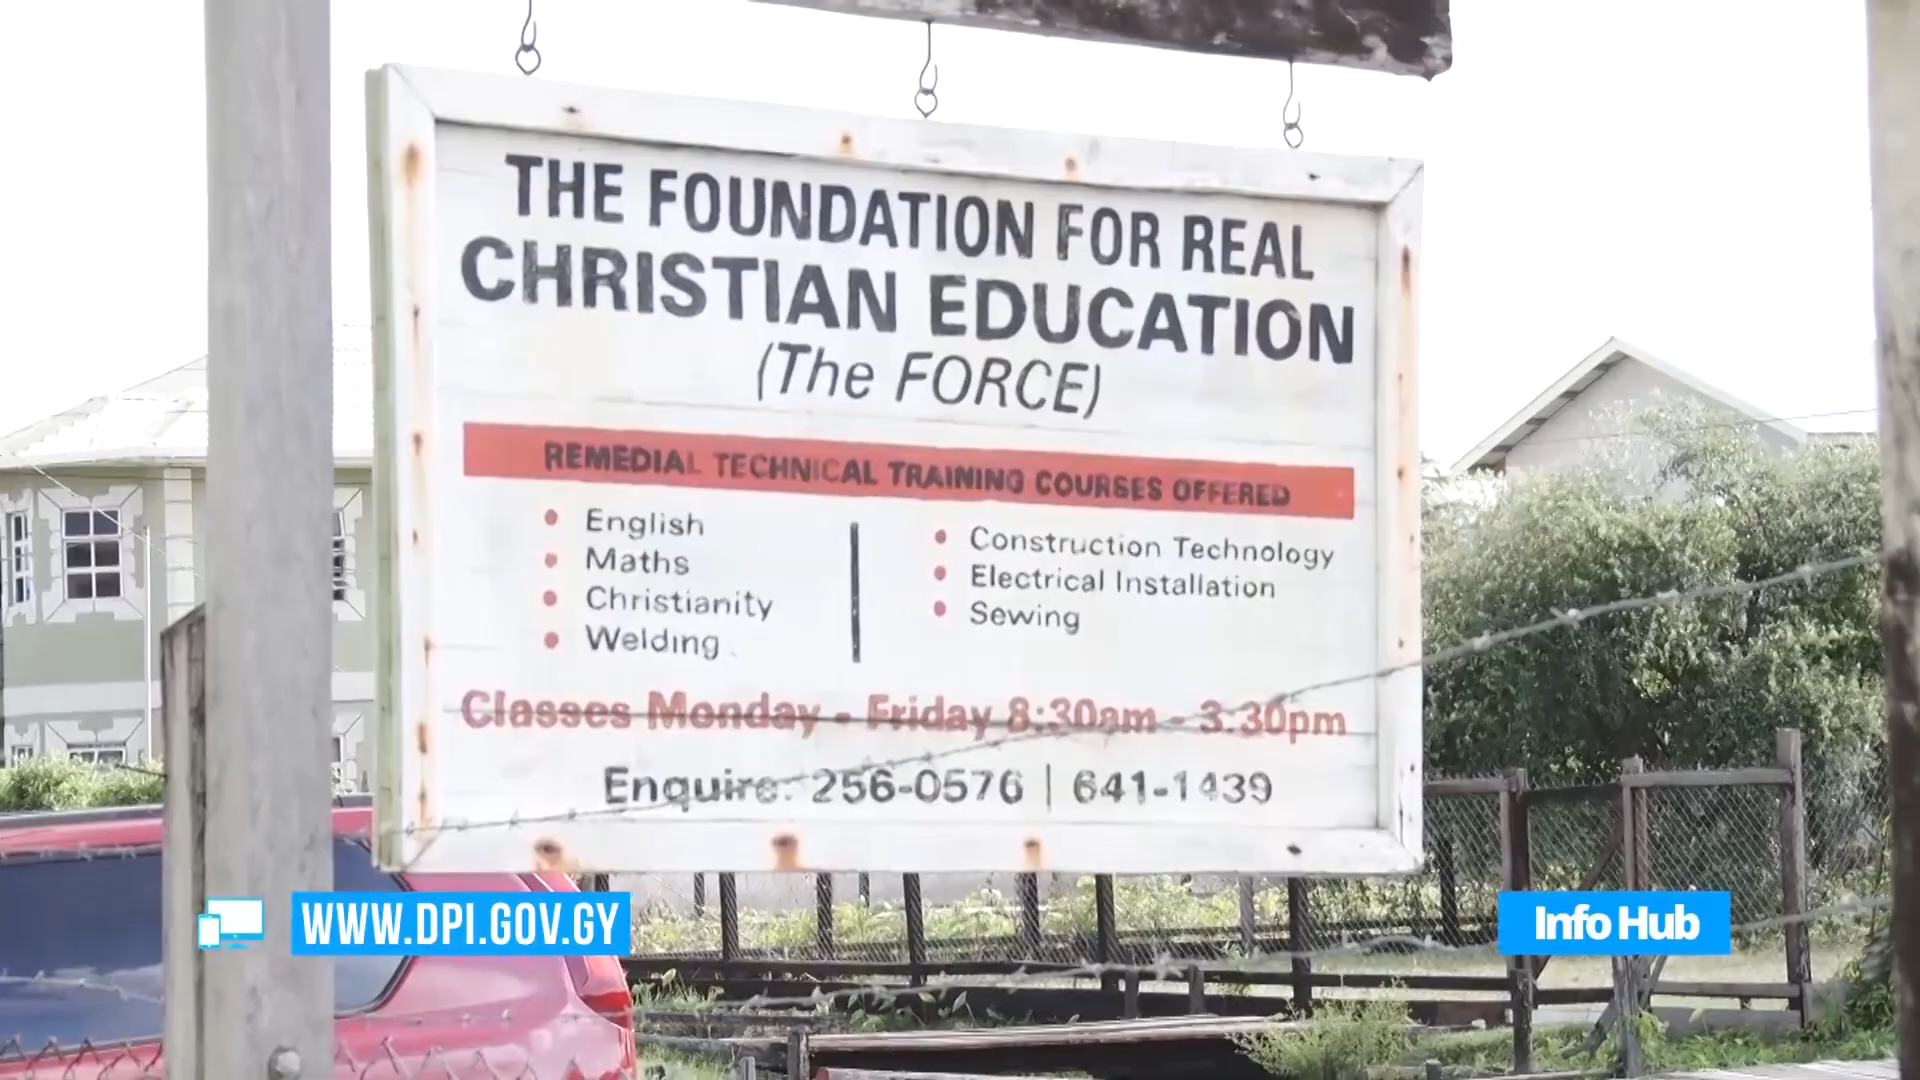 THE FOUNDATION FOR REAL
CHRISTIAN EDUCATION
(The FORCE)
REMEDIAL TECHNICAL TRAINING COURSES OFFERED
English
Maths
Christianity
Welding
Construction Technology
Electrical Installation
Sewing
Classes Monday - Friday 8:30am - 3:30pm
Enquire: 256-0576 | 641-1439
WWW.DPI.GOV.GY
Info Hub